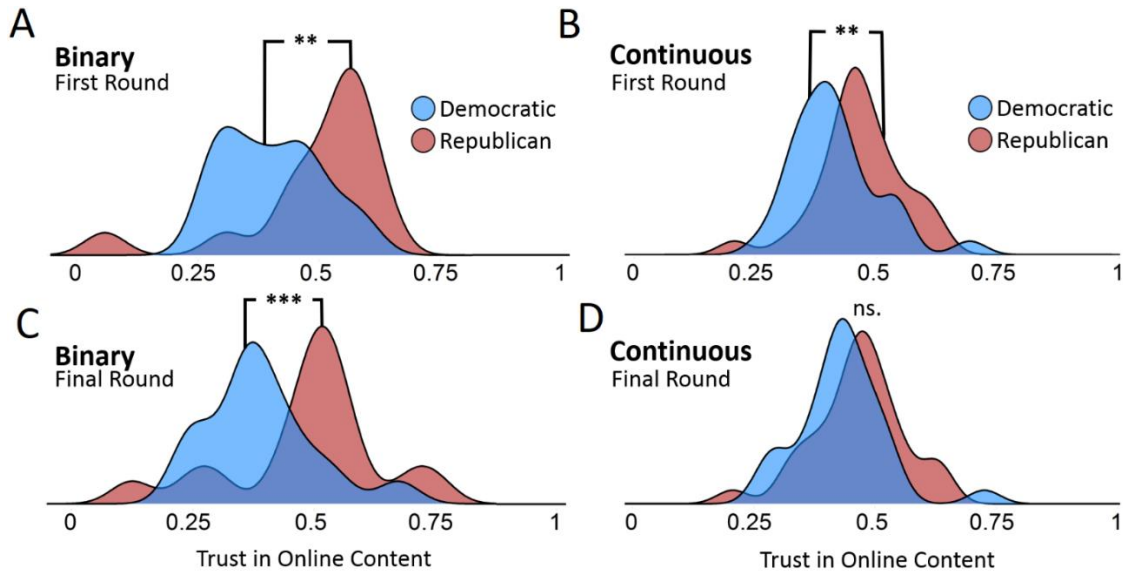 A
Binary
First Round
**
Democratic
Republican
0 0.25 0.5 0.75 1
B
Continuous
First Round
**
Democratic
Republican
0 0.25 0.5 0.75 1
C
Binary
Final Round
***
0 0.25 0.5 0.75 1
Trust in Online Content
D
Continuous
Final Round
ns.
0 0.25 0.5 0.75 1
Trust in Online Content